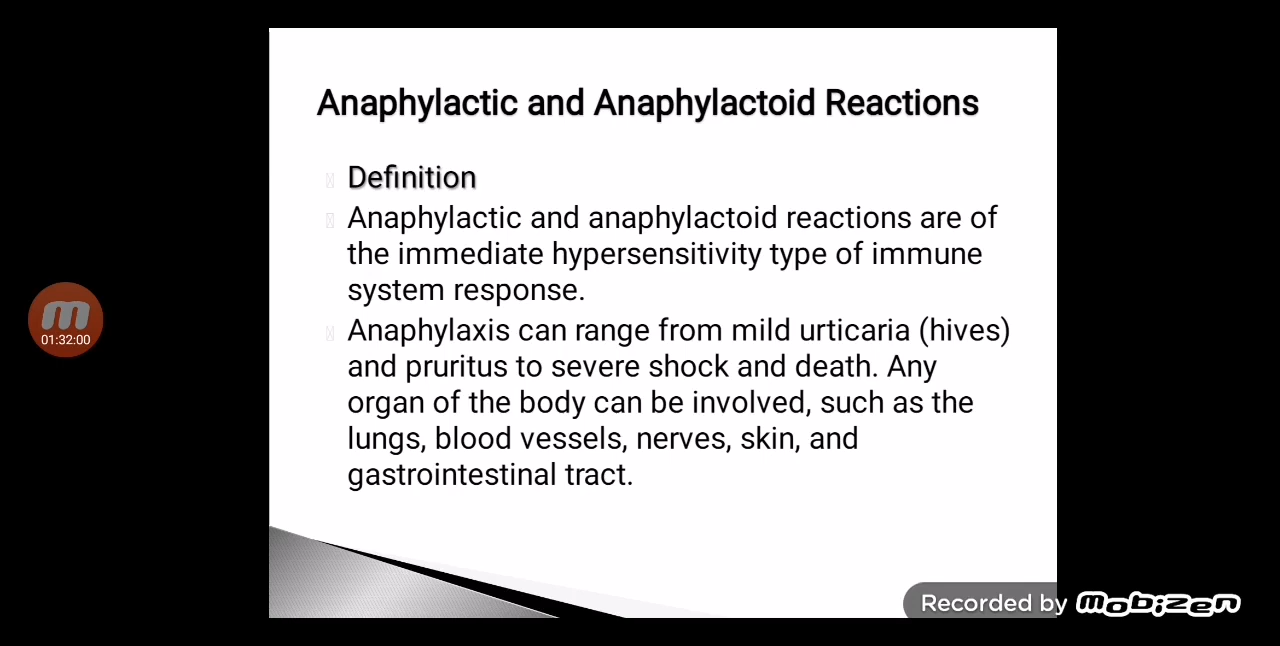 Anaphylactic and Anaphylactoid Reactions
Definition
Anaphylactic and anaphylactoid reactions are of
the immediate hypersensitivity type of immune
system response.
Anaphylaxis can range from mild urticaria (hives)
and pruritus to severe shock and death. Any
organ of the body can be involved, such as the
lungs, blood vessels, nerves, skin, and
gastrointestinal tract.
01:32:00
Recorded by mobizen